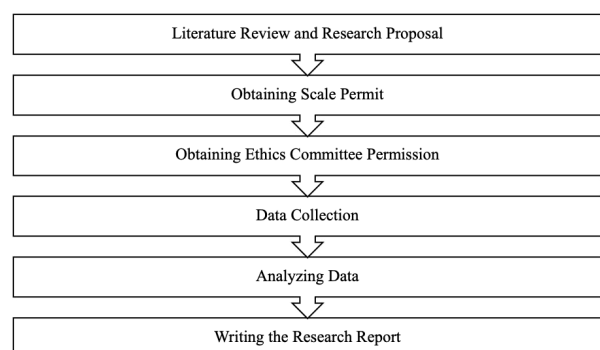 Literature Review and Research Proposal
Obtaining Scale Permit
Obtaining Ethics Committee Permission
Data Collection
Analyzing Data
Writing the Research Report